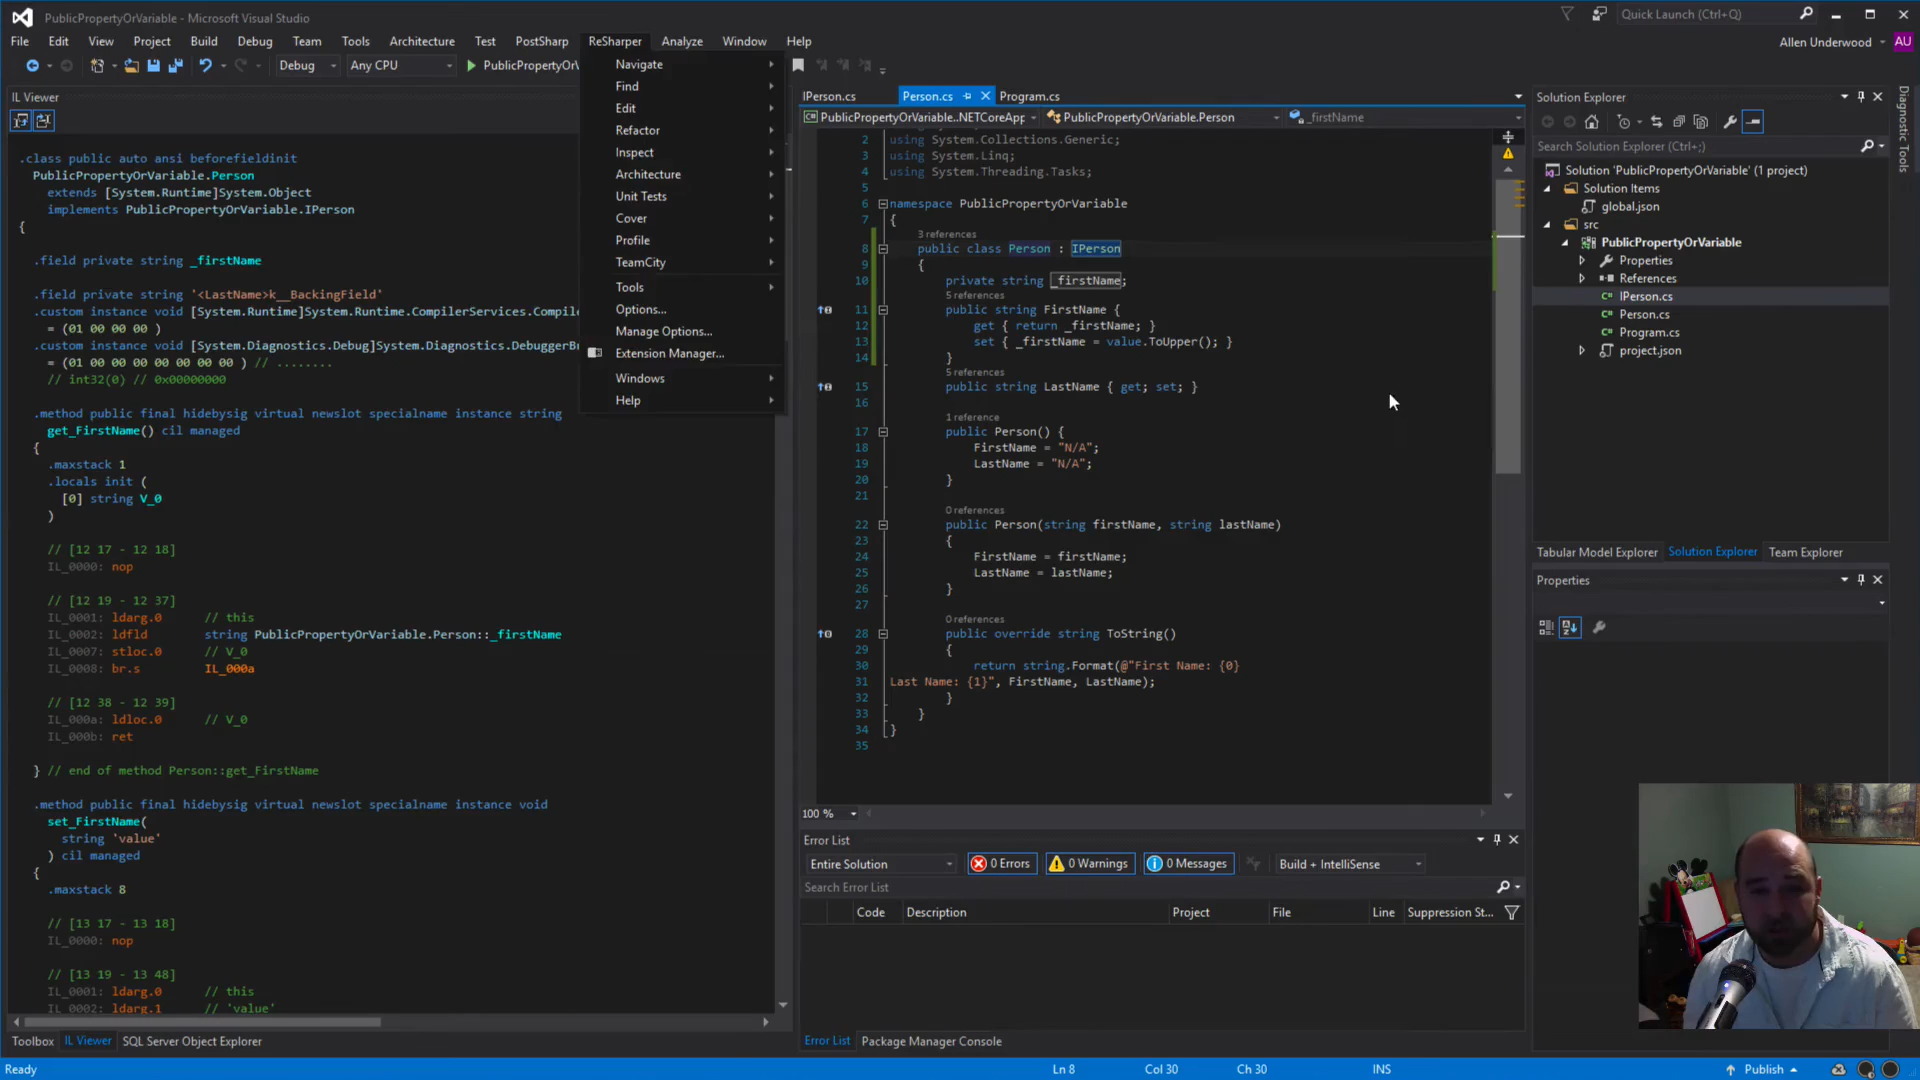 PublicPropertyOrVariable - Microsoft Visual Studio
Quick Launch (Ctrl+Q)
File Edit View Project Build Debug Team Tools Architecture Test PostSharp ReSharper Analyze Window Help
Allen Underwood AU
Debug Any CPU PublicPropertyOrV
Navigate
Find
Edit
Refactor
Inspect
Architecture
Unit Tests
Cover
Profile
TeamCity
Tools
Options...
Manage Options...
Extension Manager...
Windows
Help
IL Viewer
.class public auto ansi beforefieldinit
PublicPropertyOrVariable.Person
extends [System.Runtime]System.Object
implements PublicPropertyOrVariable.IPerson
{
.field private string _firstName
.field private string '<LastName>k__BackingField'
.custom instance void [System.Runtime]System.Runtime.CompilerServices.Compile
= (01 00 00 00 )
.custom instance void [System.Diagnostics.Debug]System.Diagnostics.DebuggerBr
= (01 00 00 00 00 00 00 00 ) // ........
// int32(0) // 0x00000000
.method public final hidebysig virtual newslot specialname instance string
get_FirstName() cil managed
{
.maxstack 1
.locals init (
[0] string V_0
)
// [12 17 - 12 18]
IL_0000: nop
// [12 19 - 12 37]
IL_0001: ldarg.0 // this
IL_0002: ldfld string PublicPropertyOrVariable.Person::_firstName
IL_0007: stloc.0 // V_0
IL_0008: br.s IL_000a
// [12 38 - 12 39]
IL_000a: ldloc.0 // V_0
IL_000b: ret
} // end of method Person::get_FirstName
.method public final hidebysig virtual newslot specialname instance void
set_FirstName(
string 'value'
) cil managed
{
.maxstack 8
// [13 17 - 13 18]
IL_0000: nop
// [13 19 - 13 48]
IL_0001: ldarg.0 // this
IL_0002: ldarg.1 // 'value'
Toolbox IL Viewer SQL Server Object Explorer
IPerson.cs Person.cs Program.cs
PublicPropertyOrVariable..NETCoreApp PublicPropertyOrVariable.Person _firstName
2 using System.Collections.Generic;
3 using System.Linq;
4 using System.Threading.Tasks;
5
6 namespace PublicPropertyOrVariable
7 {
3 references
8 public class Person : IPerson
9 {
10 private string _firstName;
5 references
11 public string FirstName {
12 get { return _firstName; }
13 set { _firstName = value.ToUpper(); }
14 }
5 references
15 public string LastName { get; set; }
16
1 reference
17 public Person() {
18 FirstName = "N/A";
19 LastName = "N/A";
20 }
21
0 references
22 public Person(string firstName, string lastName)
23 {
24 FirstName = firstName;
25 LastName = lastName;
26 }
27
0 references
28 public override string ToString()
29 {
30 return string.Format(@"First Name: {0}
31 Last Name: {1}", FirstName, LastName);
32 }
33 }
34 }
35
100 %
Error List
Entire Solution 0 Errors 0 Warnings 0 Messages Build + IntelliSense
Search Error List
Code Description Project File Line Suppression St...
Error List Package Manager Console
Solution Explorer
Search Solution Explorer (Ctrl+;)
Solution 'PublicPropertyOrVariable' (1 project)
Solution Items
global.json
src
PublicPropertyOrVariable
Properties
References
IPerson.cs
Person.cs
Program.cs
project.json
Tabular Model Explorer Solution Explorer Team Explorer
Properties
Diagnostic Tools
Ready Ln 8 Col 30 Ch 30 INS Publish